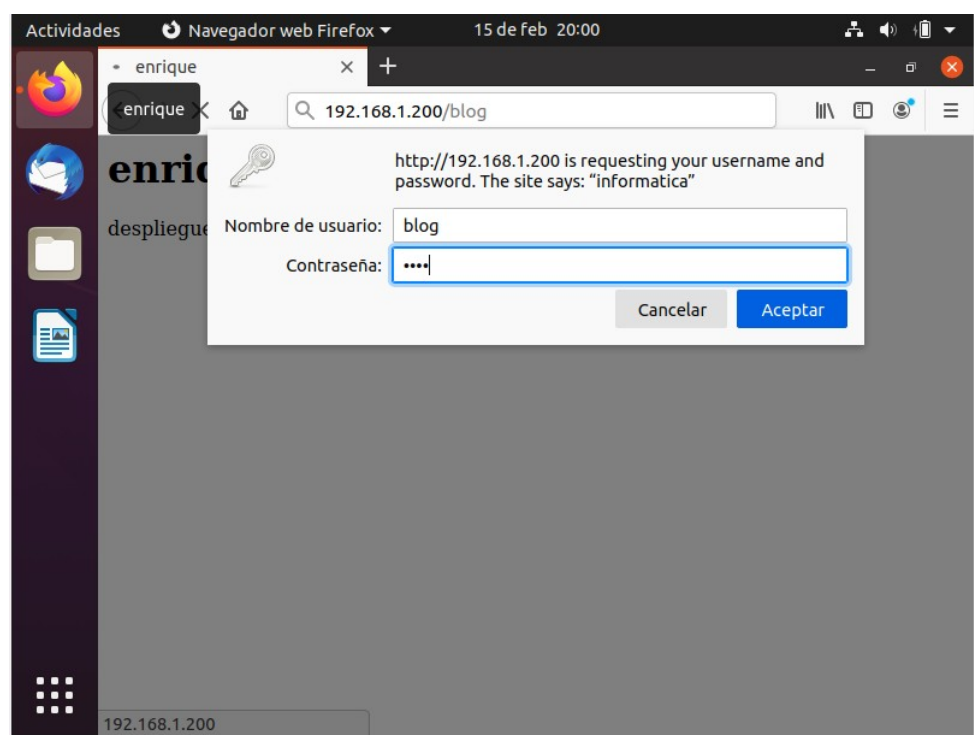 Actividades Navegador web Firefox 15 de feb 20:00
enrique
enrique 192.168.1.200/blog
http://192.168.1.200 is requesting your username and
password. The site says: “informatica”
enric
despliegue Nombre de usuario: blog
Contraseña: ••••
Cancelar Aceptar
192.168.1.200